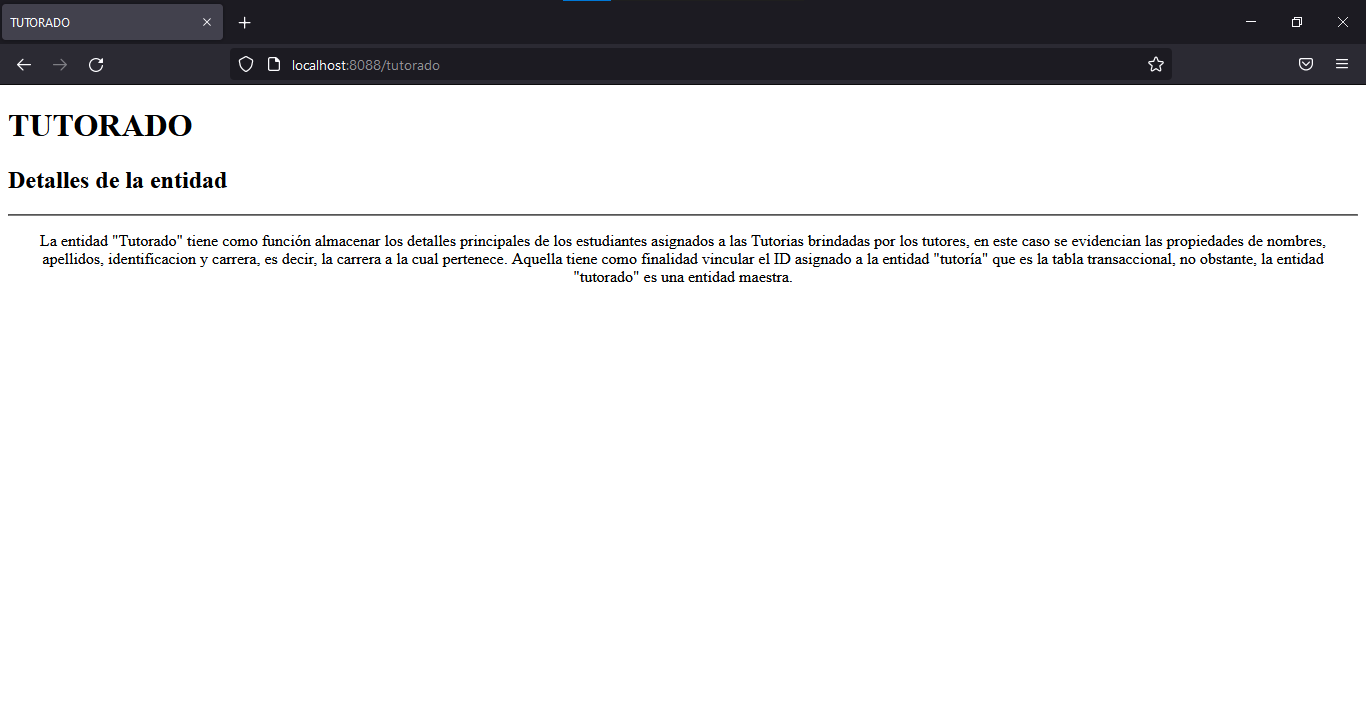 TUTORADO
localhost:8088/tutorado
TUTORADO
Detalles de la entidad
La entidad "Tutorado" tiene como función almacenar los detalles principales de los estudiantes asignados a las Tutorias brindadas por los tutores, en este caso se evidencian las propiedades de nombres,
apellidos, identificacion y carrera, es decir, la carrera a la cual pertenece. Aquella tiene como finalidad vincular el ID asignado a la entidad "tutoría" que es la tabla transaccional, no obstante, la entidad
"tutorado" es una entidad maestra.